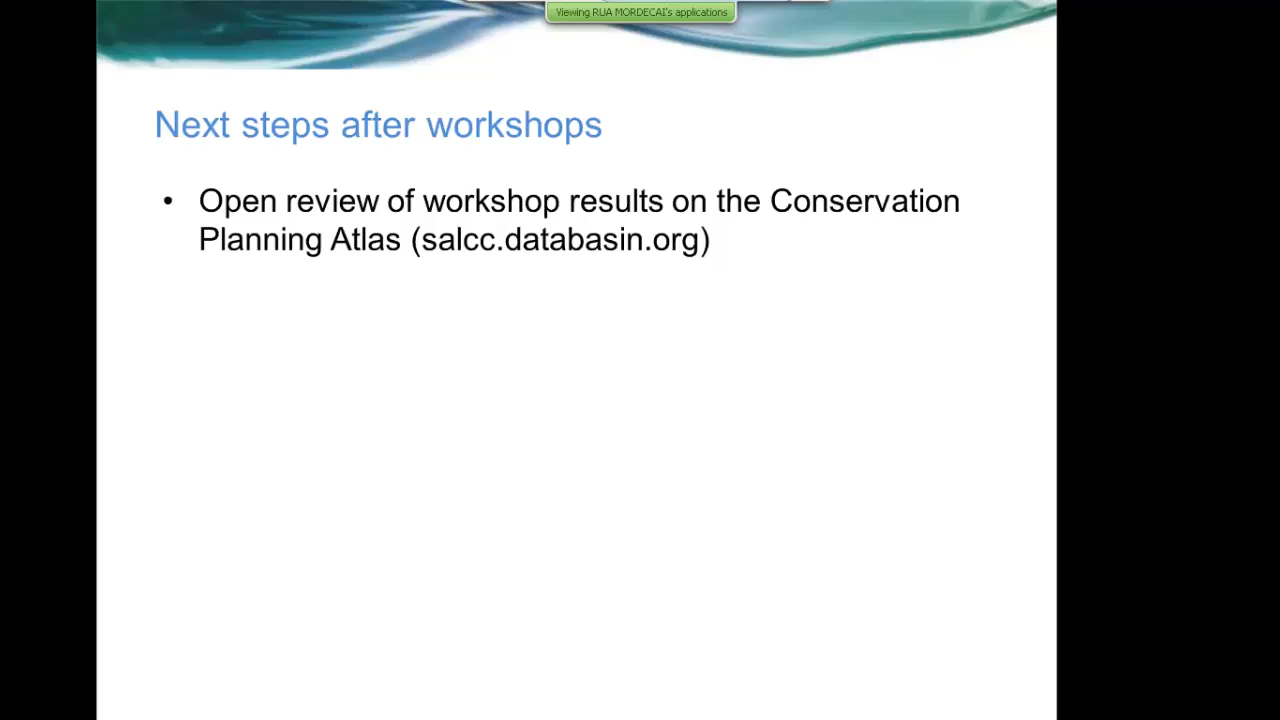 Viewing RUA MORDECAI's applications
Next steps after workshops
• Open review of workshop results on the Conservation
Planning Atlas (salcc.databasin.org)